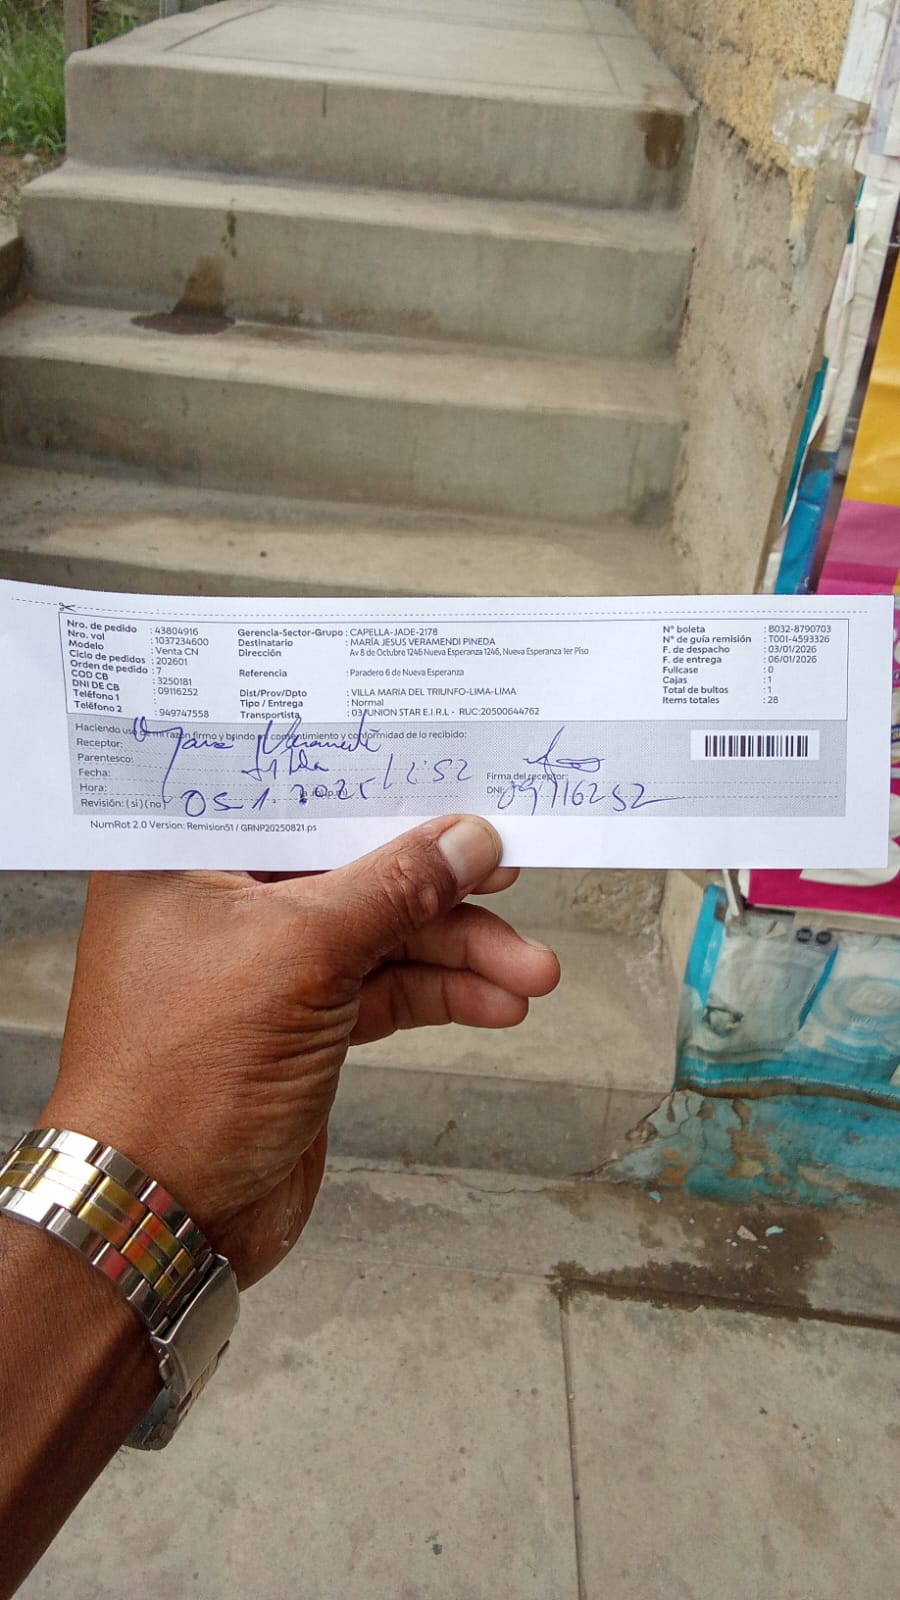 Nro. de pedido : 43804916
Nro. vol : 1037234600
Modelo : Venta CN
Ciclo de pedidos : 202601
Orden de pedido : 7
COD CB : 3250181
DNI DE CB : 09116252
Teléfono 1 :
Teléfono 2 : 949747558
Gerencia-Sector-Grupo : CAPELLA-JADE-2178
Destinatario : MARÍA JESUS VERAMENDI PINEDA
Dirección Av 8 de Octubre 1246 Nueva Esperanza 1246, Nueva Esperanza 1er Piso
Referencia : Paradero 6 de Nueva Esperanza
Dist/Prov/Dpto : VILLA MARIA DEL TRIUNFO-LIMA-LIMA
Tipo / Entrega : Normal
Transportista : 03/UNION STAR E.I.R.L - RUC:20500644762
N° boleta : B032-8790703
N° de guía remisión : T001-4593326
F. de despacho : 03/01/2026
F. de entrega : 06/01/2026
Fullcase : 0
Cajas : 1
Total de bultos : 1
Items totales : 28
Haciendo uso de mi razón firmo y brindo mi consentimiento y conformidad de lo recibido:
Receptor:
Parentesco:
Fecha:
Hora:
Revisión: ( si ) ( no )
05 1. 2025 12:52
Firma del receptor:
DNI: 09116252
NumRot 2.0 Version: Remision51 / GRNP20250821.ps